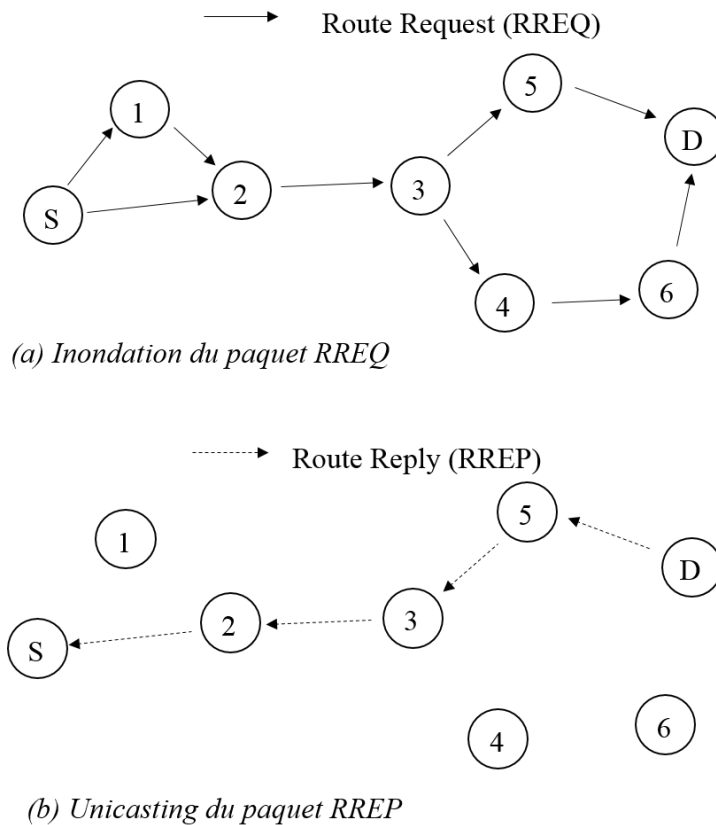 Route Request (RREQ)
5
1
D
2
3
S
6
4
(a) Inondation du paquet RREQ
Route Reply (RREP)
5
1
D
2
3
S
6
4
(b) Unicasting du paquet RREP